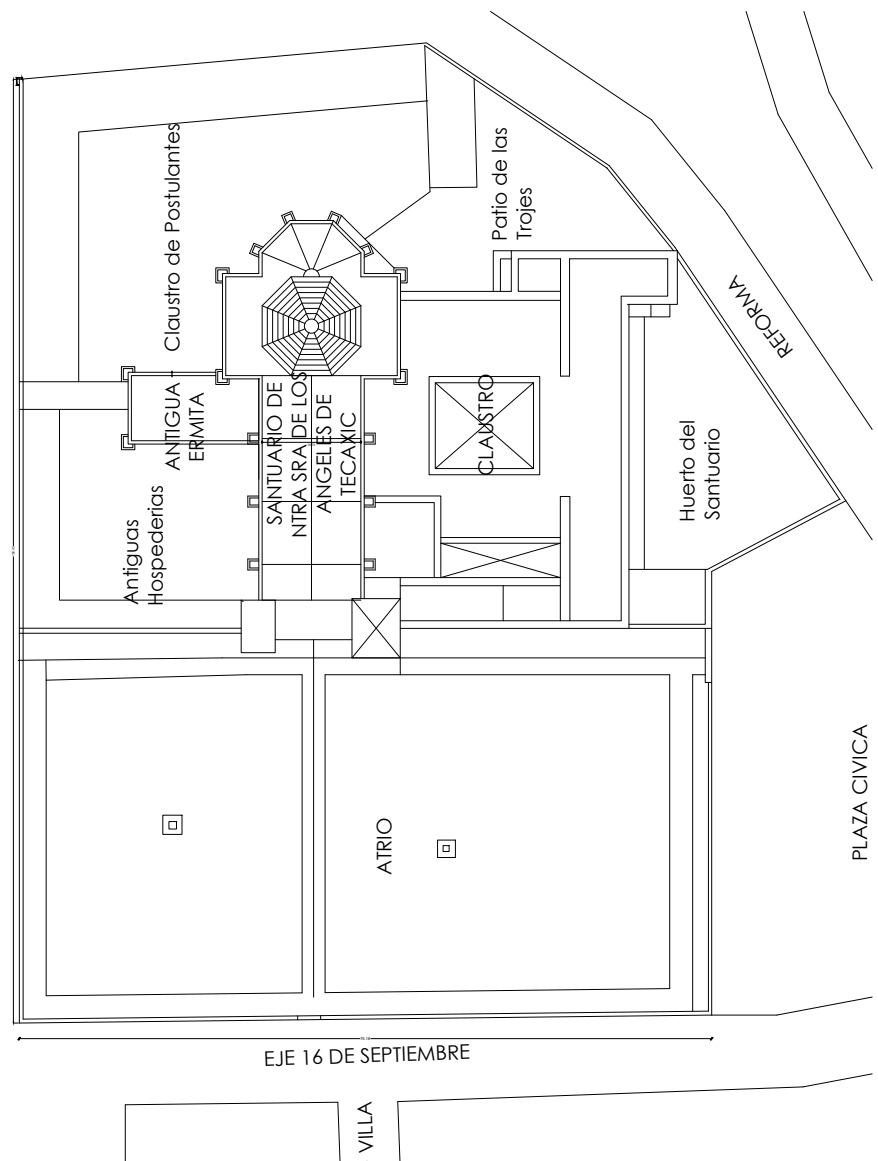 Claustro de Postulantes
Patio de las
Trojes
REFORMA
ANTIGUA
ERMITA
SANTUARIO DE
NTRA SRA DE LOS
ANGELES DE
TECAXIC
CLAUSTRO
Antiguas
Hospederias
Huerto del
Santuario
ATRIO
PLAZA CIVICA
EJE 16 DE SEPTIEMBRE
VILLA